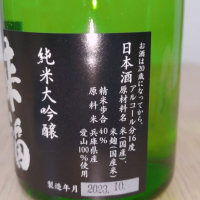 お酒は20歳になってから。
アルコール分16度
日本酒
原材料名 米(国産)、
米麹(国産米)
精米歩合 40%
原料米 兵庫県産
愛山100%使用
製造年月 2023.10.
純米大吟醸
福